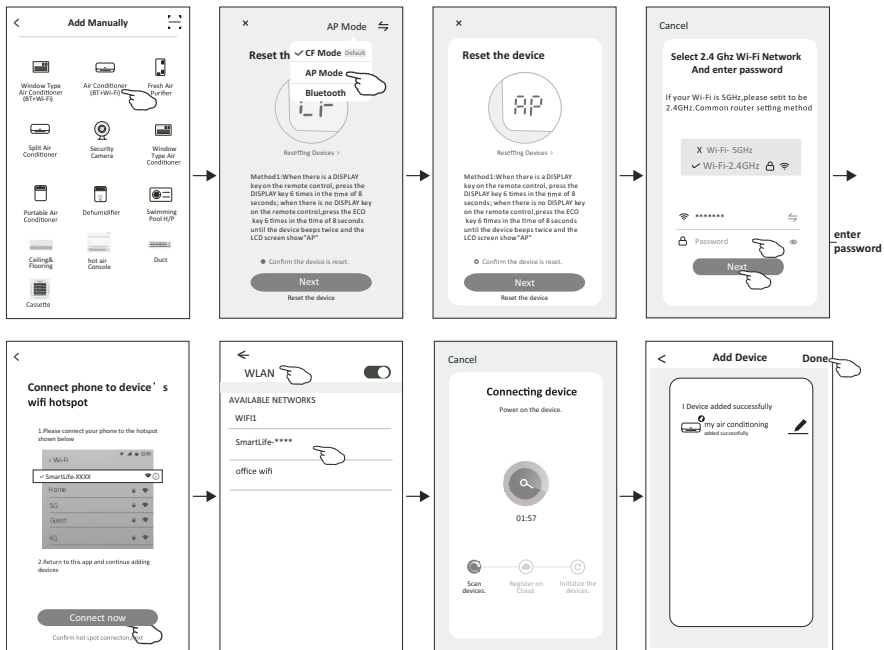 Add Manually
Window Type
Air Conditioner
(BT+Wi-Fi)
Air Conditioner
(BT+Wi-Fi)
Fresh Air
Purifier
Split Air
Conditioner
Security
Camera
Window
Type Air
Conditioner
Portable Air
Conditioner
Dehumidifier
Swimming
Pool H/P
Ceiling&
Flooring
hot air
Console
Duct
Cassette
AP Mode
Reset th
CF Mode Default
AP Mode
Bluetooth
Resetting Devices >
Method1:When there is a DISPLAY
key on the remote control, press the
DISPLAY key 6 times in the time of 8
seconds; when there is no DISPLAY key
on the remote control,press the ECO
key 6 times in the time of 8 seconds
until the device beeps twice and the
LCD screen show"AP"
Confirm the device is reset.
Next
Reset the device
Reset the device
AP
Resetting Devices >
Method1:When there is a DISPLAY
key on the remote control, press the
DISPLAY key 6 times in the time of 8
seconds; when there is no DISPLAY key
on the remote control,press the ECO
key 6 times in the time of 8 seconds
until the device beeps twice and the
LCD screen show"AP"
Confirm the device is reset.
Next
Reset the device
Cancel
Select 2.4 Ghz Wi-Fi Network
And enter password
If your Wi-Fi is 5GHz,please setit to be
2.4GHz.Common router setting method
X Wi-Fi- 5GHz
Wi-Fi-2.4GHz
*******
Password
Next
enter
password
Connect phone to device's
wifi hotspot
1.Please connect your phone to the hotspot
shown below
< Wi-Fi
SmartLife-XXXX
Home
5G
Guest
4G
2.Return to this app and continue adding
devices
Connect now
Confirm hot spot connecton,next
WLAN
AVAILABLE NETWORKS
WIFI1
SmartLife-****
office wifi
Cancel
Connecting device
Power on the device.
01:57
Scan
devices.
Register on
Cloud.
Initialize the
devices.
Add Device
Done
I Device added successfully
my air conditioning
added successfully